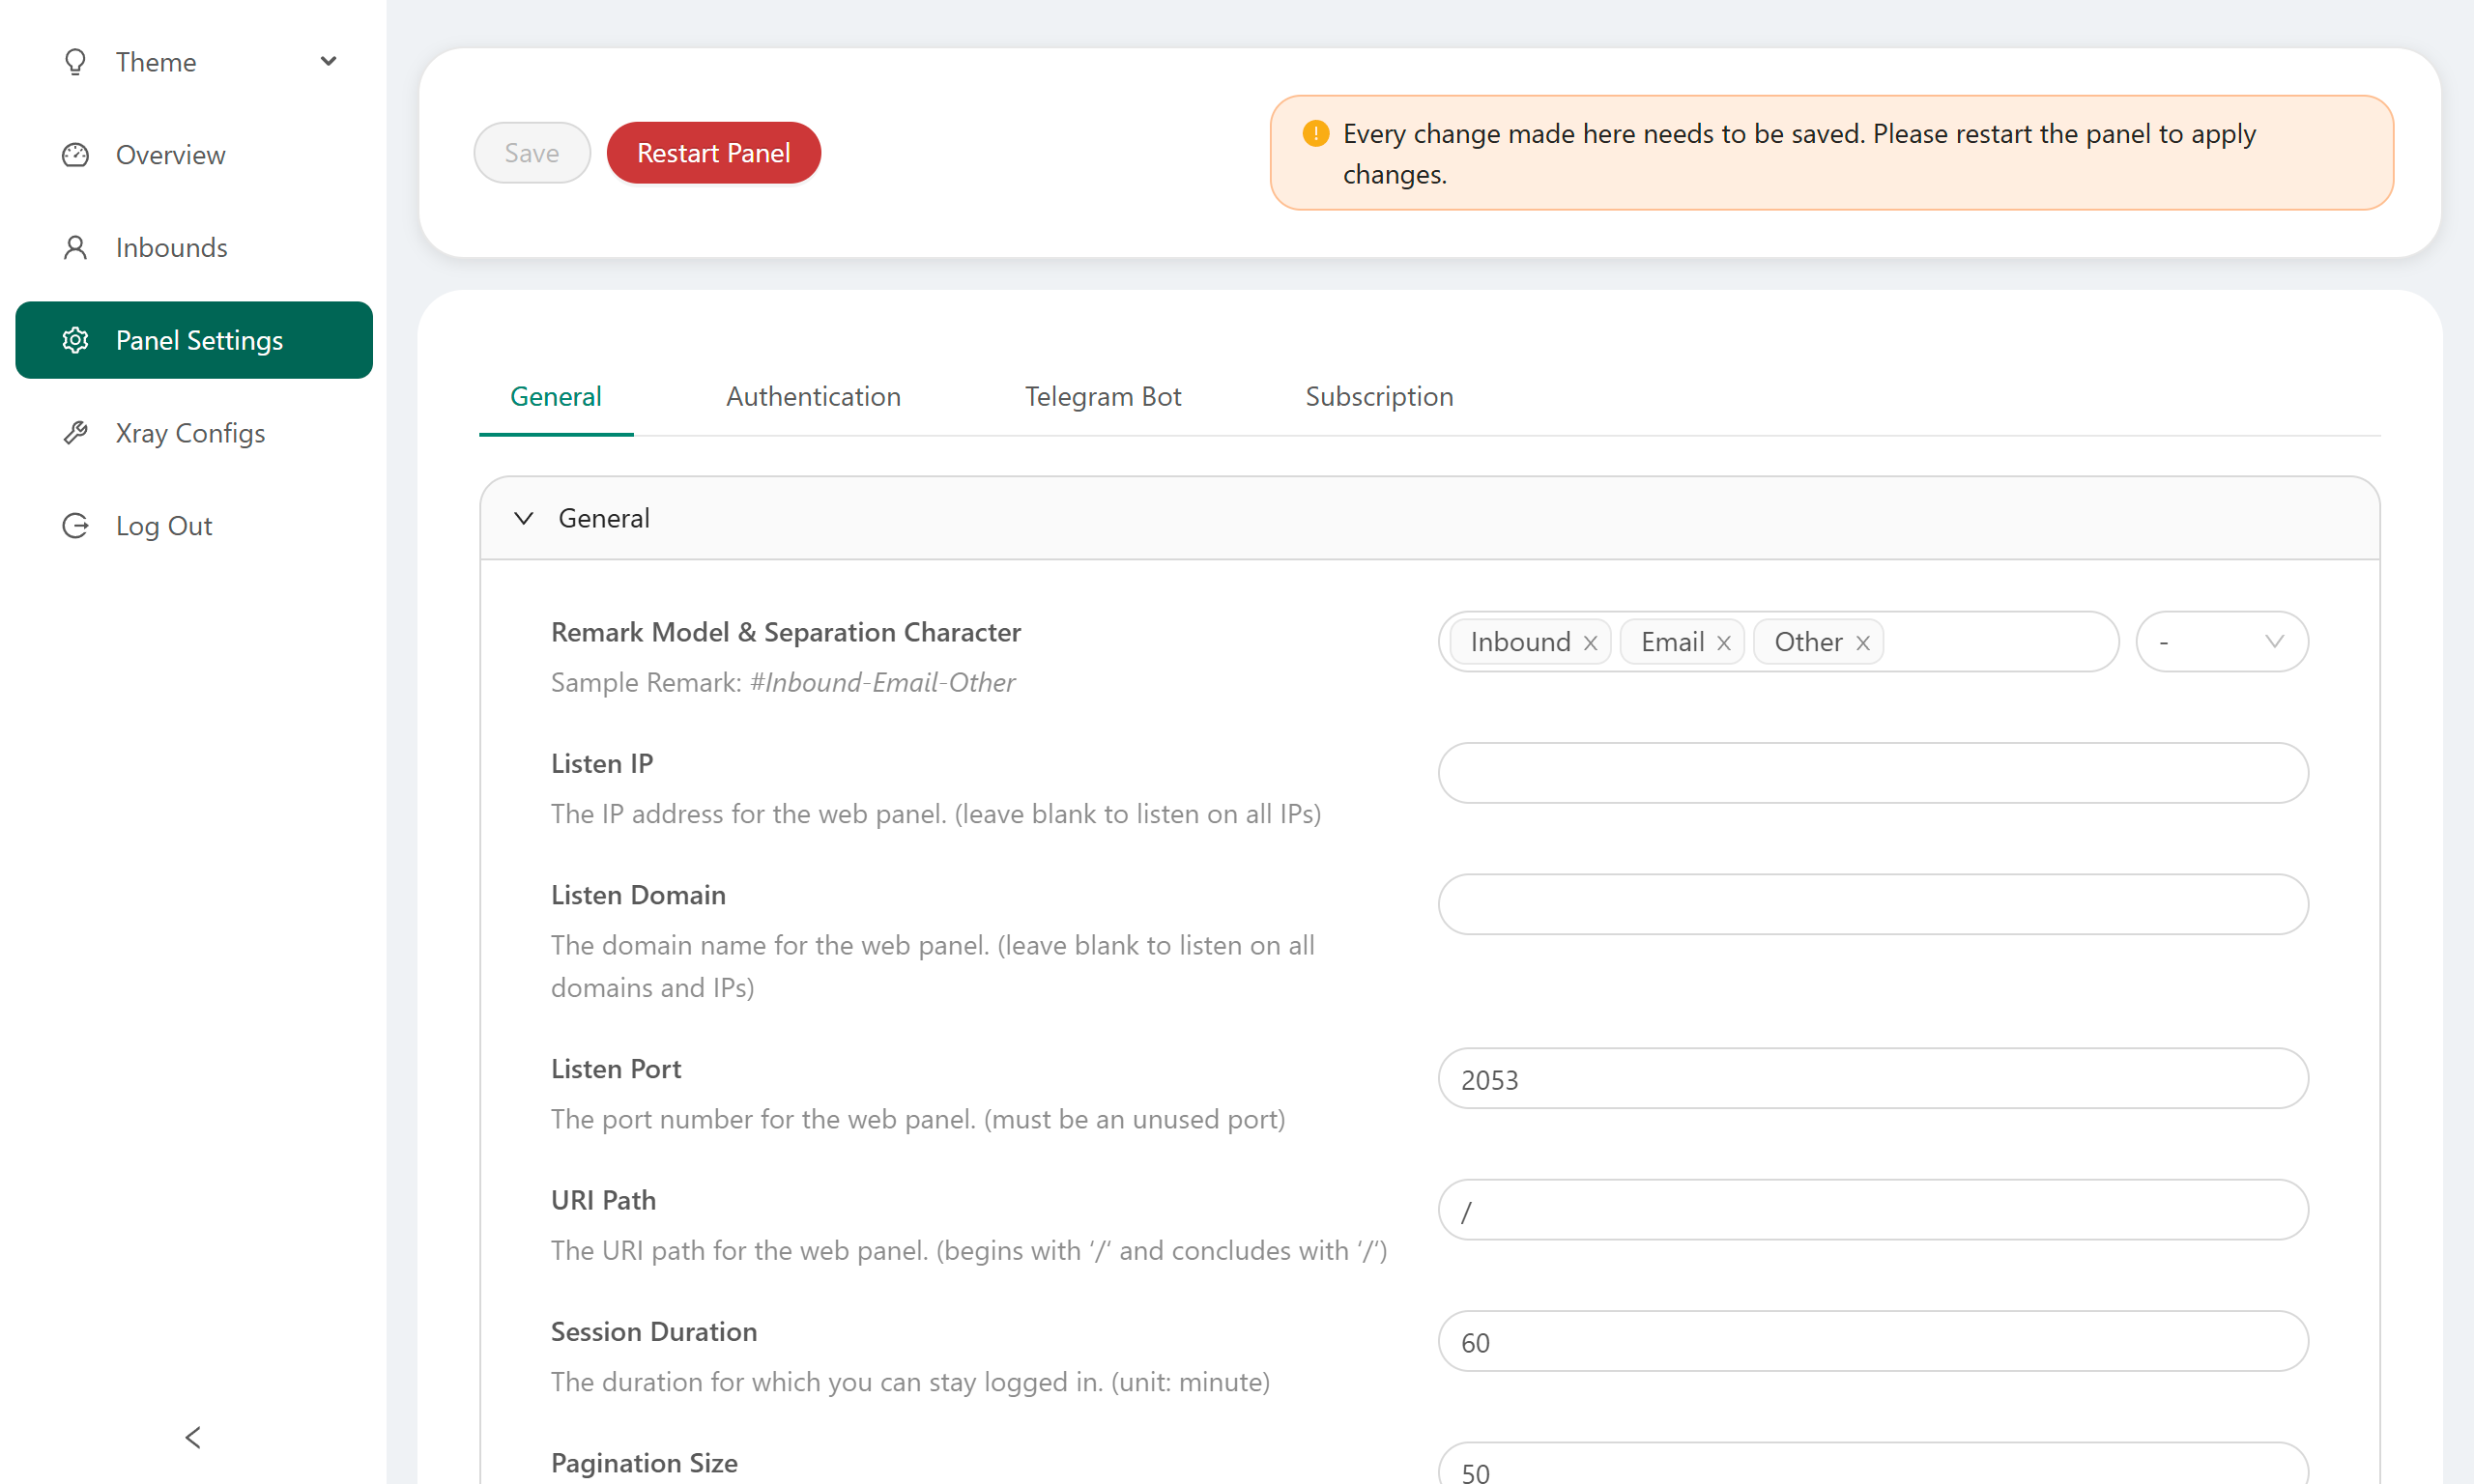 Theme
Overview
Inbounds
Panel Settings
Xray Configs
Log Out
Save
Restart Panel
Every change made here needs to be saved. Please restart the panel to apply
changes.
General
Authentication
Telegram Bot
Subscription
General
Remark Model & Separation Character
Sample Remark: #Inbound-Email-Other
Inbound
Email
Other
-
Listen IP
The IP address for the web panel. (leave blank to listen on all IPs)
Listen Domain
The domain name for the web panel. (leave blank to listen on all
domains and IPs)
Listen Port
The port number for the web panel. (must be an unused port)
2053
URI Path
The URI path for the web panel. (begins with ‘/‘ and concludes with ‘/‘)
/
Session Duration
The duration for which you can stay logged in. (unit: minute)
60
Pagination Size
50